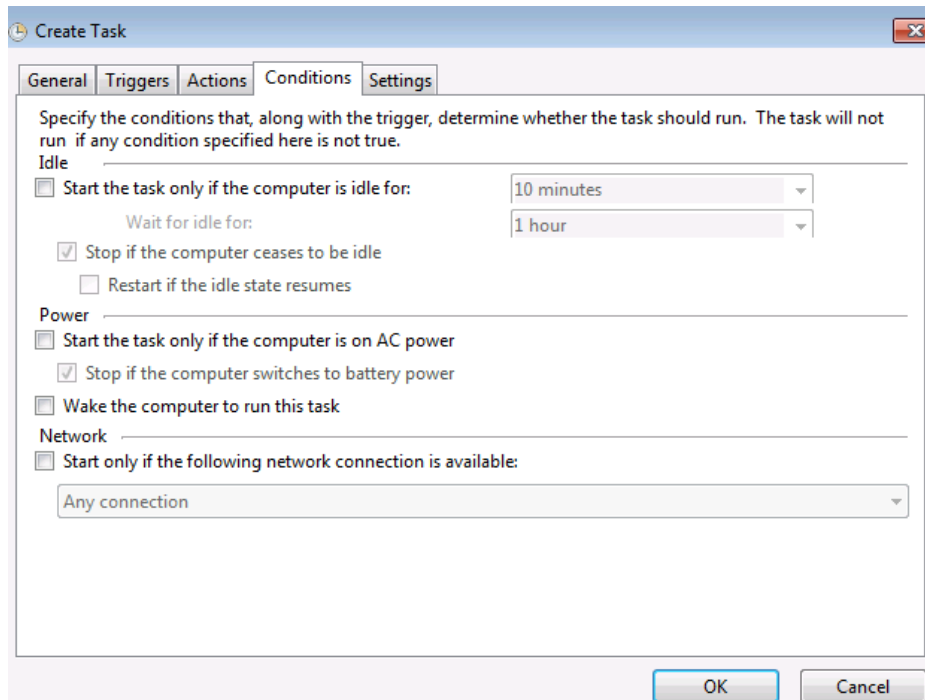 Create Task
General Triggers Actions Conditions Settings
Specify the conditions that, along with the trigger, determine whether the task should run.  The task will not
run  if any condition specified here is not true.
Idle
Start the task only if the computer is idle for: 10 minutes
Wait for idle for: 1 hour
Stop if the computer ceases to be idle
Restart if the idle state resumes
Power
Start the task only if the computer is on AC power
Stop if the computer switches to battery power
Wake the computer to run this task
Network
Start only if the following network connection is available:
Any connection
OK Cancel